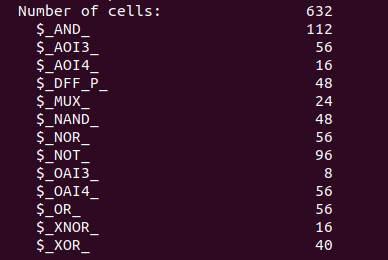 Number of cells: 632
$_AND_ 112
$_AOI3_ 56
$_AOI4_ 16
$_DFF_P_ 48
$_MUX_ 24
$_NAND_ 48
$_NOR_ 56
$_NOT_ 96
$_OAI3_ 8
$_OAI4_ 56
$_OR_ 56
$_XNOR_ 16
$_XOR_ 40